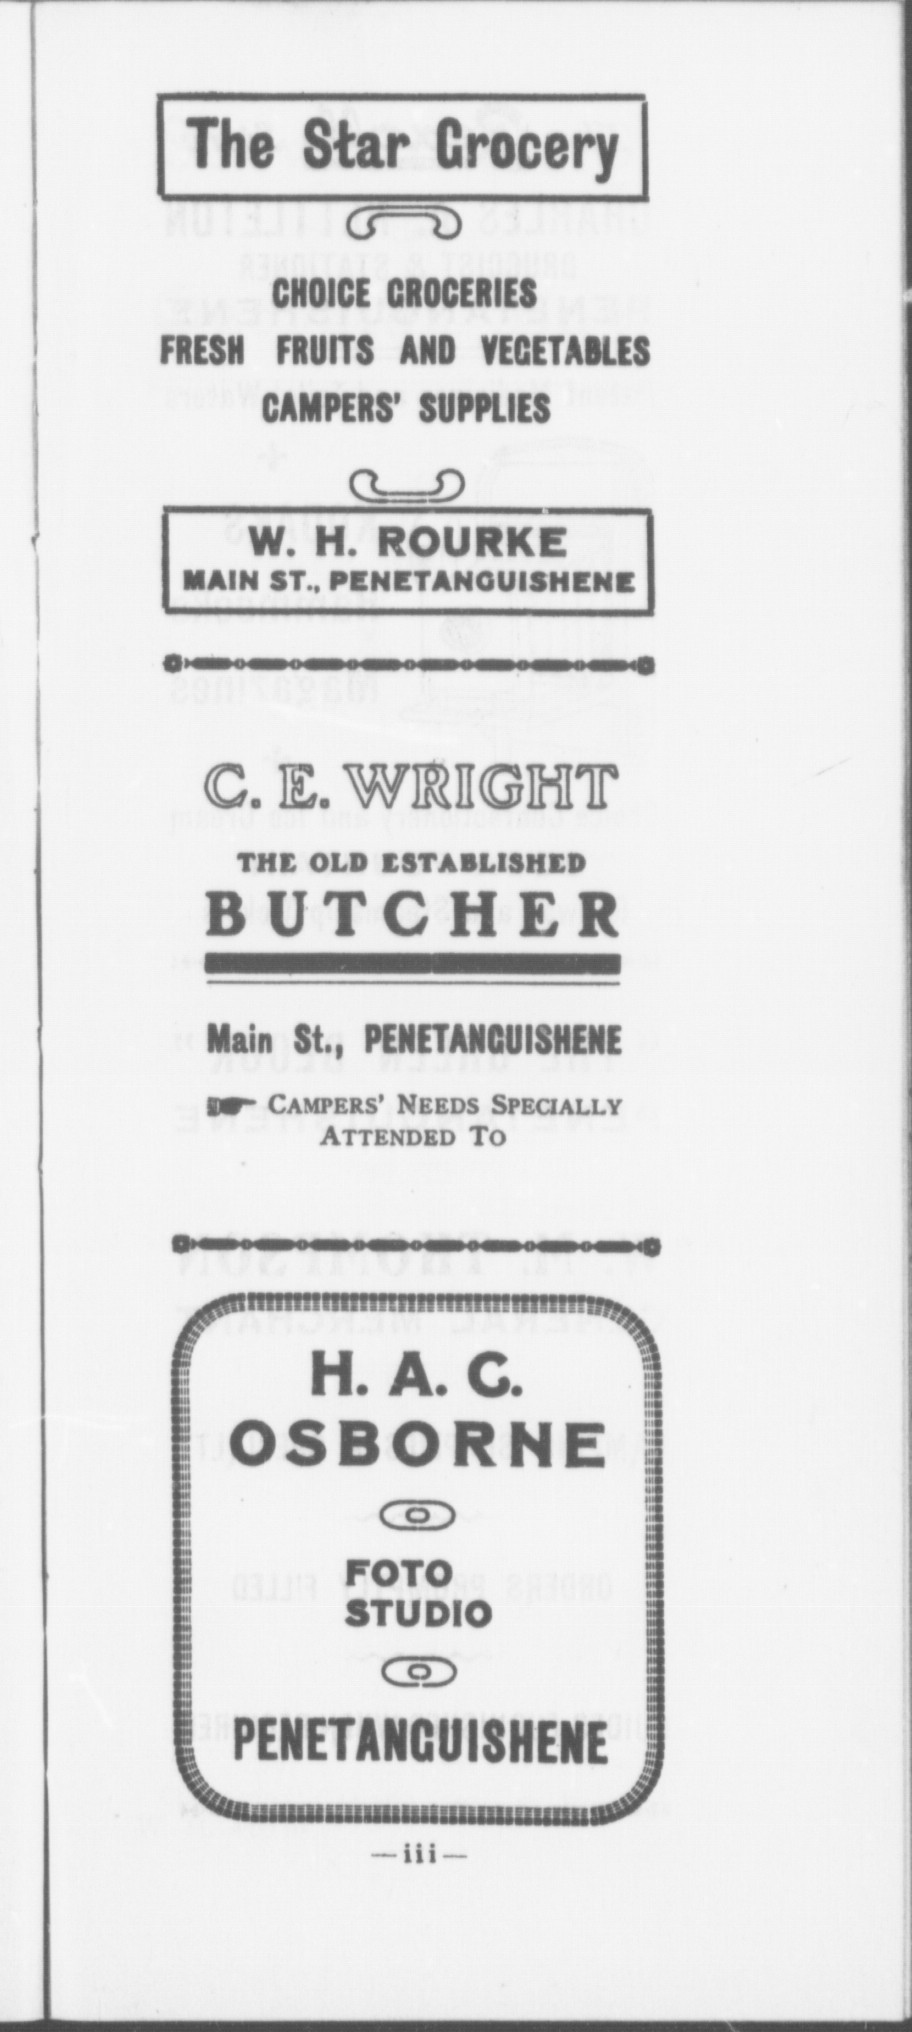 The Star Grocery
CHOICE GROCERIES
FRESH FRUITS AND VEGETABLES
CAMPERS' SUPPLIES
W. H. ROURKE
MAIN ST., PENETANGUISHENE
C. E. WRIGHT
THE OLD ESTABLISHED
BUTCHER
Main St., PENETANGUISHENE
CAMPERS' NEEDS SPECIALLY
ATTENDED TO
H. A. G.
OSBORNE
FOTO
STUDIO
PENETANGUISHENE
—iii—